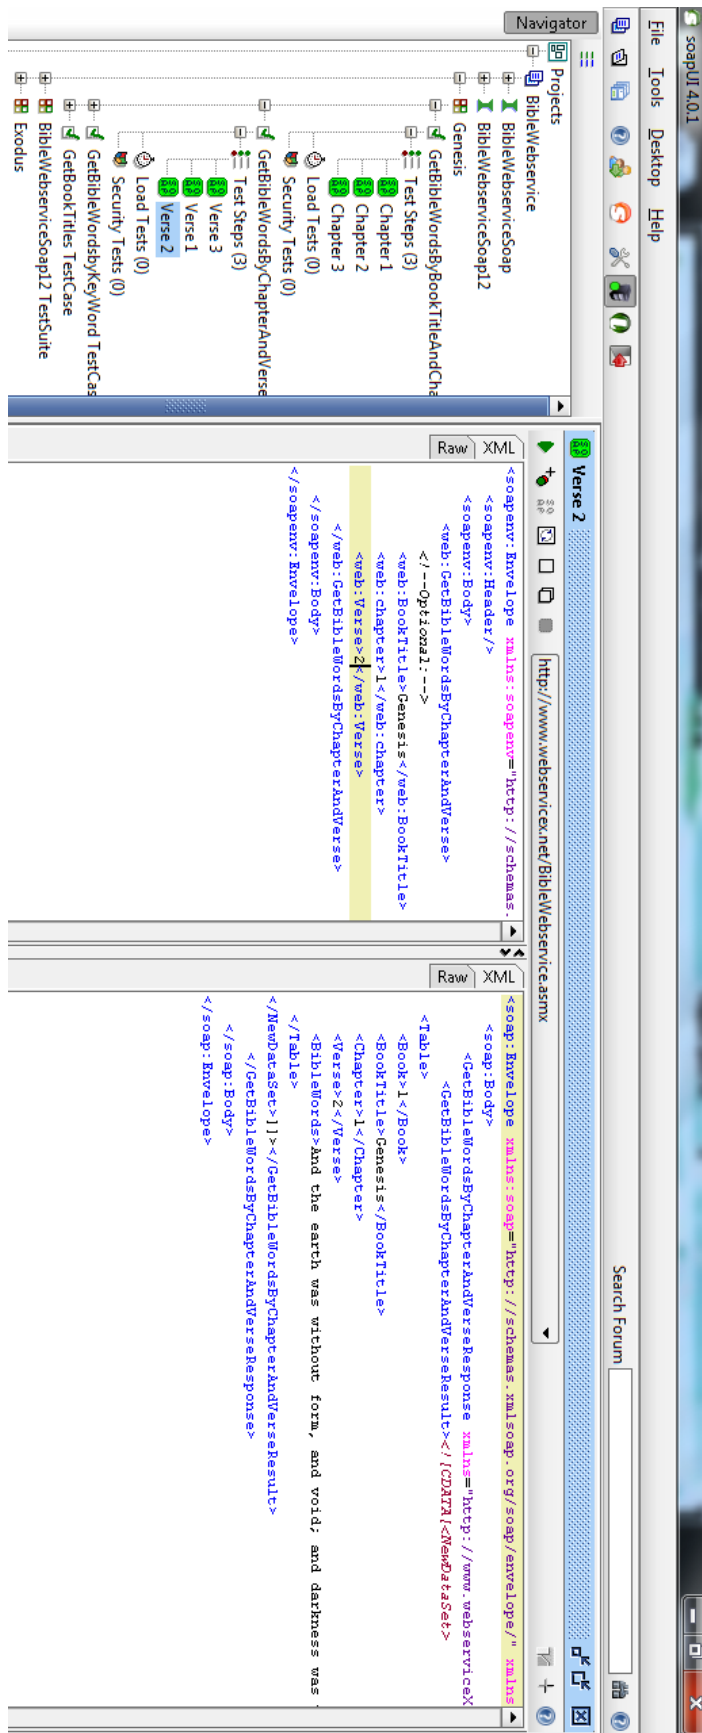 soapUI 4.0.1
File Tools Desktop Help
Search Forum
Navigator
Projects
BibleWebservice
BibleWebserviceSoap
BibleWebserviceSoap12
Genesis
GetBibleWordsByBookTitleAndCha
Test Steps (3)
Chapter 1
Chapter 2
Chapter 3
Load Tests (0)
Security Tests (0)
GetBibleWordsByChapterAndVerse
Test Steps (3)
Verse 3
Verse 1
Verse 2
Load Tests (0)
Security Tests (0)
GetBibleWordsbyKeyWord TestCas
GetBookTitles TestCase
BibleWebserviceSoap12 TestSuite
Exodus
Verse 2
http://www.webservicex.net/BibleWebservice.asmx
Raw XML
<soapenv:Envelope xmlns:soapenv="http://schemas.
<soapenv:Header/>
<soapenv:Body>
<web:GetBibleWordsByChapterAndVerse>
<!--Optional:-->
<web:BookTitle>Genesis</web:BookTitle>
<web:chapter>1</web:chapter>
<web:Verse>2</web:Verse>
</web:GetBibleWordsByChapterAndVerse>
</soapenv:Body>
</soapenv:Envelope>
Raw XML
<soap:Envelope xmlns:soap="http://schemas.xmlsoap.org/soap/envelope/" xmlns
<soap:Body>
<GetBibleWordsByChapterAndVerseResponse xmlns="http://www.webserviceX
<GetBibleWordsByChapterAndVerseResult><![CDATA[<NewDataSet>
<Table>
<Book>1</Book>
<BookTitle>Genesis</BookTitle>
<Chapter>1</Chapter>
<Verse>2</Verse>
<BibleWords>And the earth was without form, and void; and darkness was
</Table>
</NewDataSet>]]></GetBibleWordsByChapterAndVerseResult>
</GetBibleWordsByChapterAndVerseResponse>
</soap:Body>
</soap:Envelope>